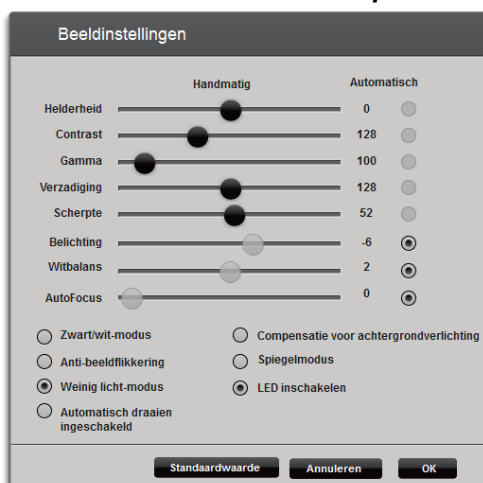 Beeldinstellingen
Handmatig Automatisch
Helderheid 0
Contrast 128
Gamma 100
Verzadiging 128
Scherpte 52
Belichting -6
Witbalans 2
AutoFocus 0
Zwart/wit-modus
Compensatie voor achtergrondverlichting
Anti-beeldflikkering
Spiegelmodus
Weinig licht-modus
LED inschakelen
Automatisch draaien
ingeschakeld
Standaardwaarde Annuleren OK